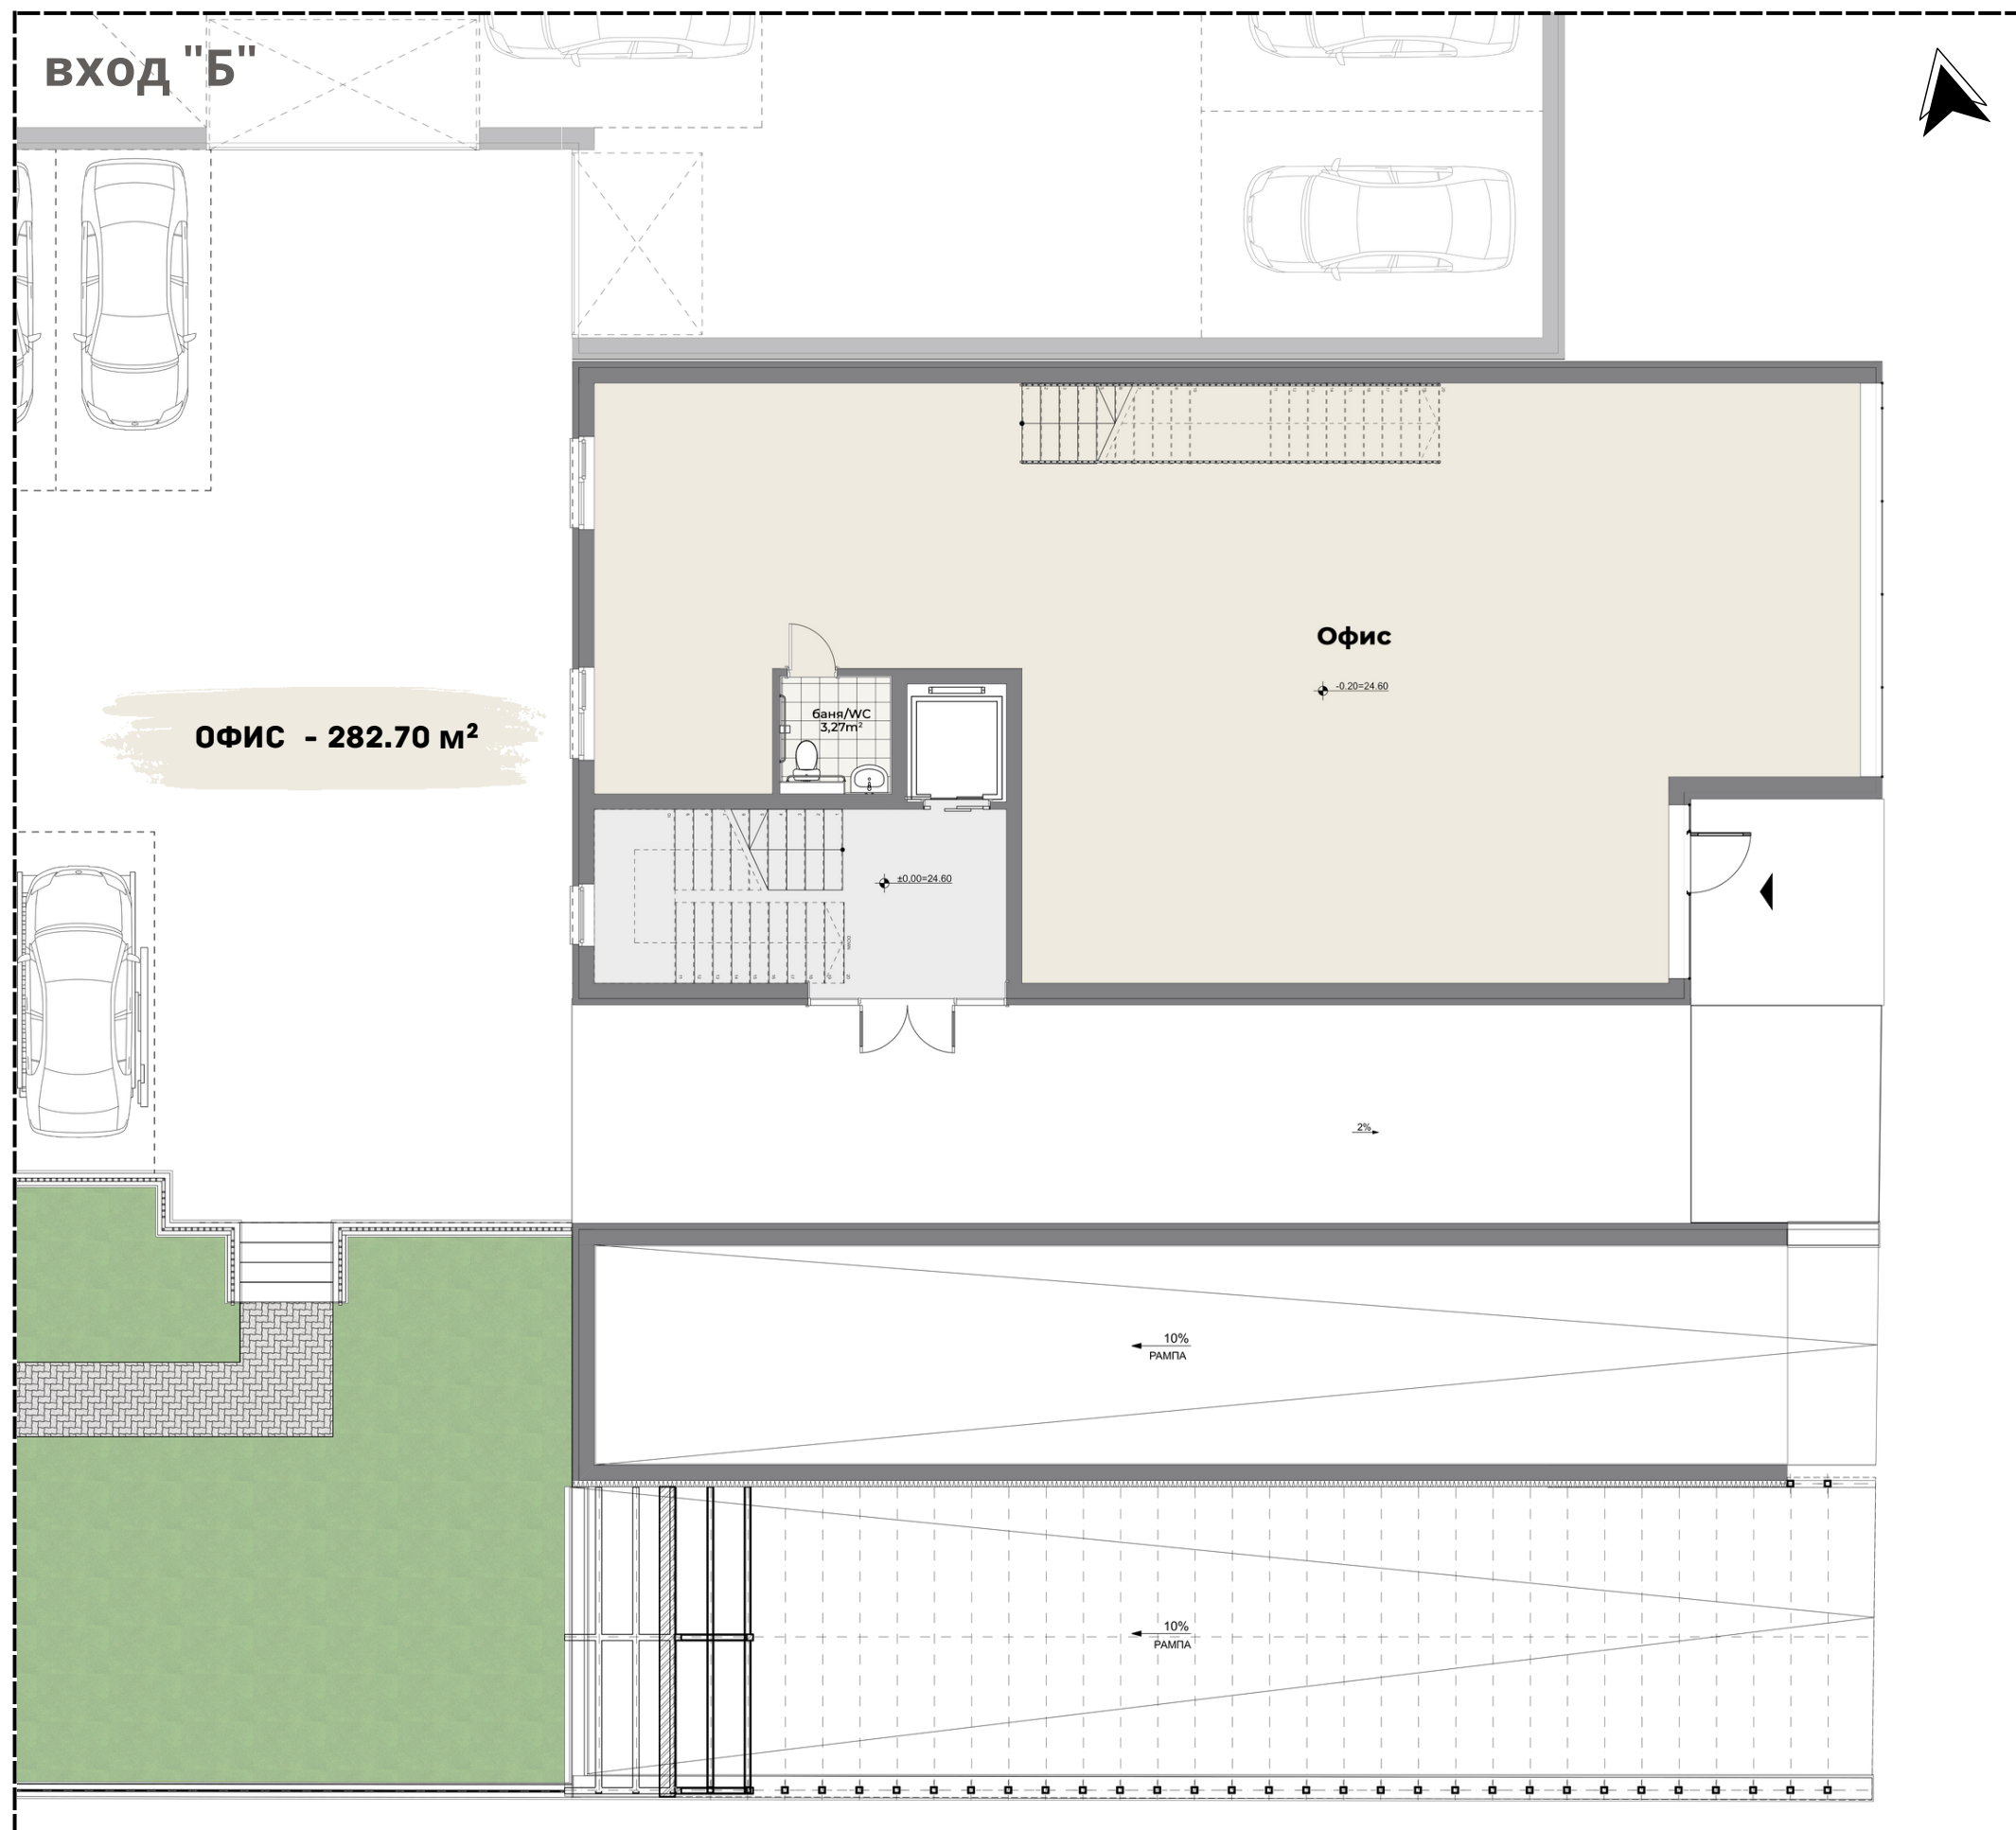 вход "Б"
Офис
-0.20=24.60
баня/WC
3,27m²
ОФИС - 282.70 м²
±0,00=24.60
2%
10%
РАМПА
10%
РАМПА